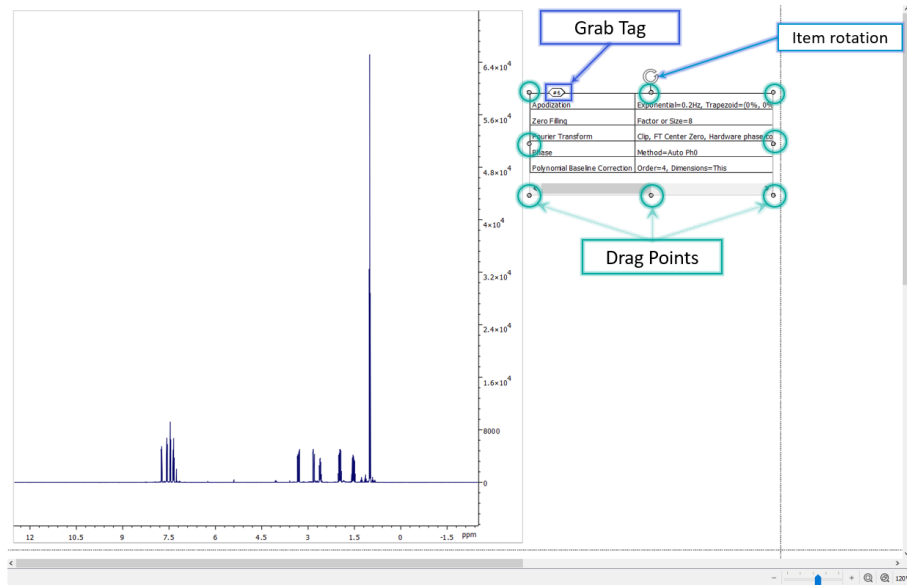 Grab Tag
Item rotation
#6
Apodization Exponential=0.2Hz, Trapezoid=(0%, 0%
Zero Filling Factor or Size=8
Fourier Transform Clip, FT Center Zero, Hardware phase
Phase Method=Auto Ph0
Polynomial Baseline Correction Order=4, Dimensions=This
Drag Points
6.4×10⁴
5.6×10⁴
4.8×10⁴
4×10⁴
3.2×10⁴
2.4×10⁴
1.6×10⁴
8000
0
12 10.5 9 7.5 6 4.5 3 1.5 0 -1.5 ppm